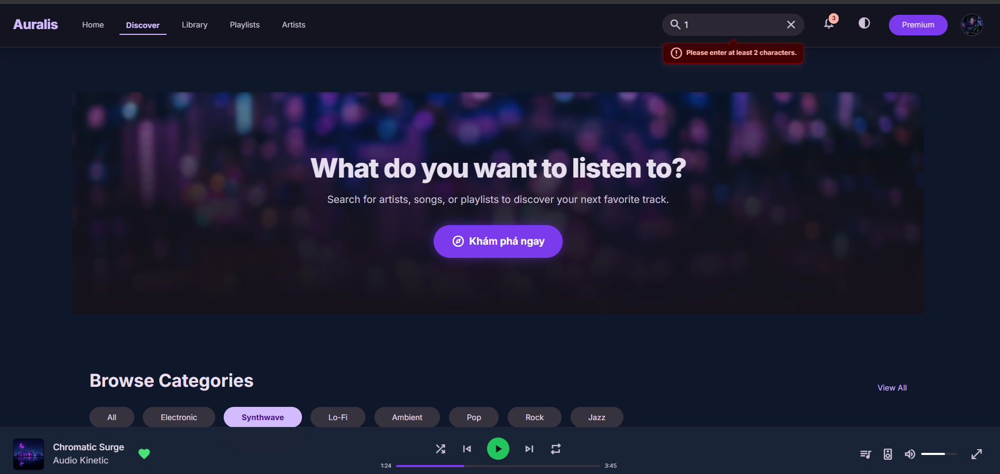 Auralis
Home
Discover
Library
Playlists
Artists
1
3
Premium
Please enter at least 2 characters.
What do you want to listen to?
Search for artists, songs, or playlists to discover your next favorite track.
Khám phá ngay
Browse Categories
View All
All
Electronic
Synthwave
Lo-Fi
Ambient
Pop
Rock
Jazz
Chromatic Surge
Audio Kinetic
1:24
3:45